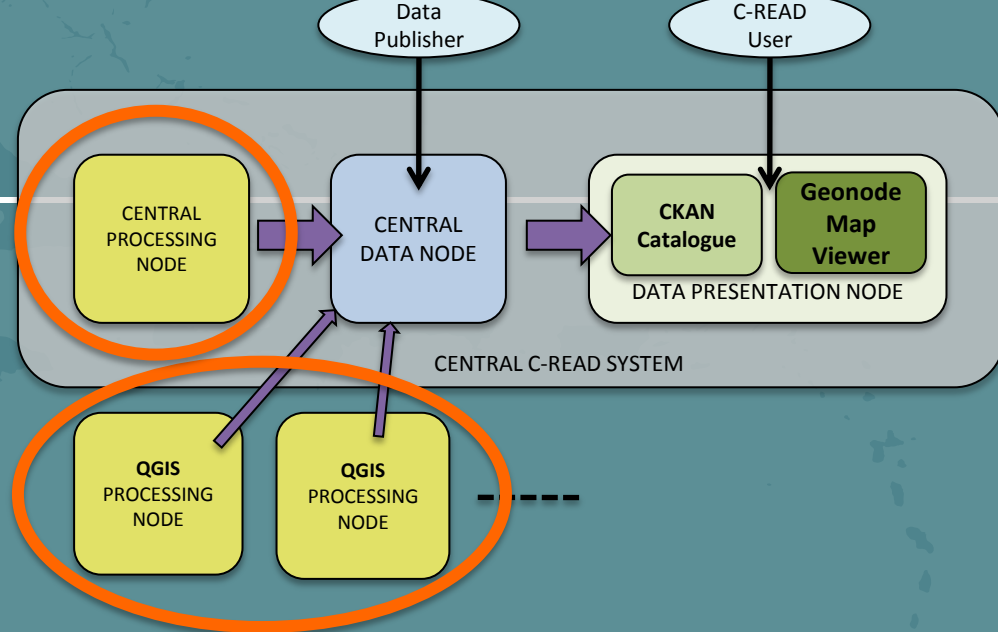 Data
Publisher
C-READ
User
CENTRAL
PROCESSING
NODE
CENTRAL
DATA NODE
CKAN
Catalogue
Geonode
Map
Viewer
DATA PRESENTATION NODE
CENTRAL C-READ SYSTEM
QGIS
PROCESSING
NODE
QGIS
PROCESSING
NODE